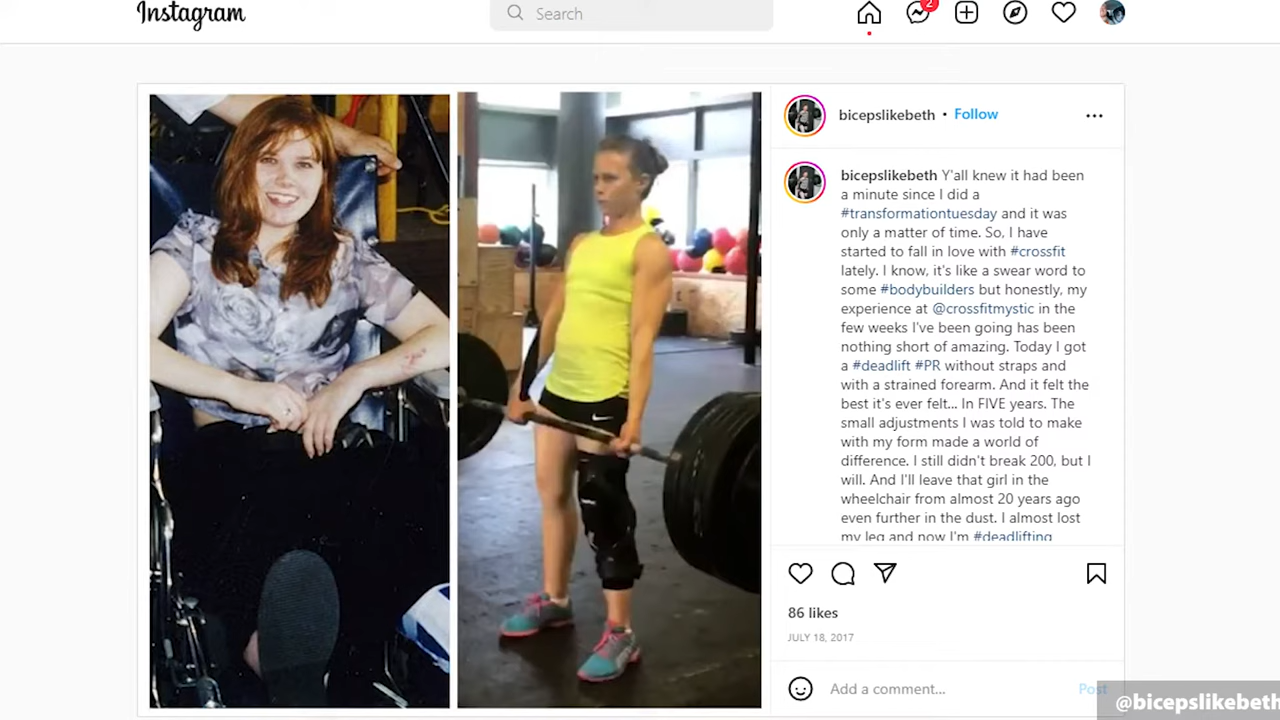 Instagram
Search
2
bicepslikebeth • Follow
bicepslikebeth Y'all knew it had been
a minute since I did a
#transformationtuesday and it was
only a matter of time. So, I have
started to fall in love with #crossfit
lately. I know, it's like a swear word to
some #bodybuilders but honestly, my
experience at @crossfitmystic in the
few weeks I've been going has been
nothing short of amazing. Today I got
a #deadlift #PR without straps and
with a strained forearm. And it felt the
best it's ever felt... In FIVE years. The
small adjustments I was told to make
with my form made a world of
difference. I still didn't break 200, but I
will. And I'll leave that girl in the
wheelchair from almost 20 years ago
even further in the dust. I almost lost
my leg and now I'm #deadlifting
86 likes
JULY 18, 2017
Add a comment...
Post
@bicepslikebeth